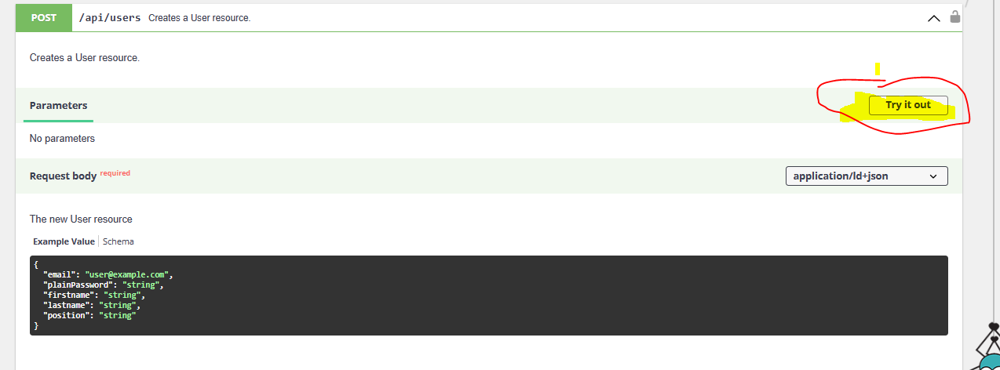 POST /api/users Creates a User resource.
Creates a User resource.
Parameters Try it out
No parameters
Request body required application/ld+json
The new User resource
Example Value Schema
{
  "email": "user@example.com",
  "plainPassword": "string",
  "firstname": "string",
  "lastname": "string",
  "position": "string"
}